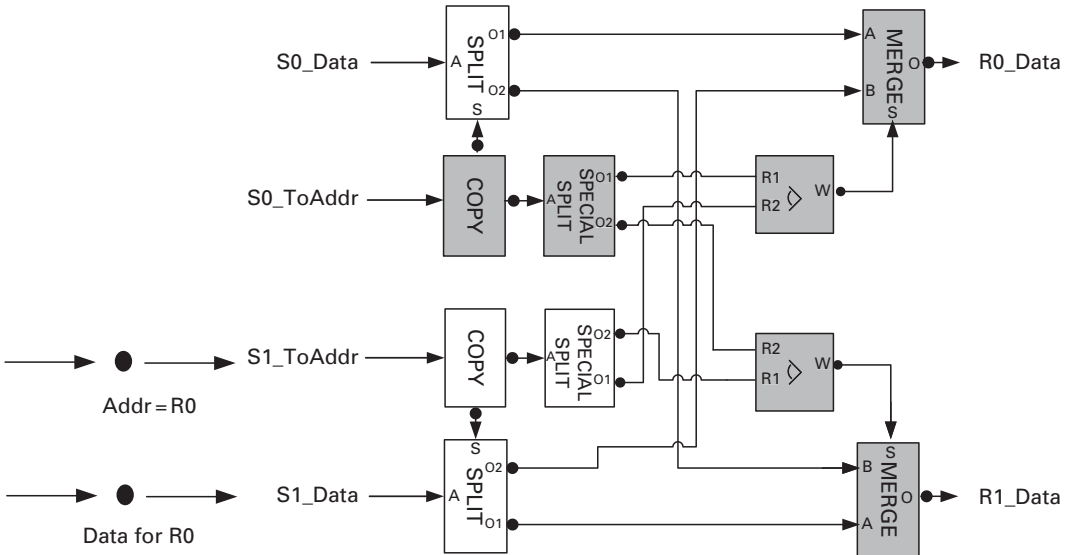 S0_Data
A
SPLIT
O1
O2
S
A
B
MERGE
S
O
R0_Data
S0_ToAddr
COPY
A
SPECIAL
SPLIT
O1
O2
R1
R2
W
S1_ToAddr
COPY
A
SPECIAL
SPLIT
O2
O1
R2
R1
W
Addr = R0
S1_Data
S
A
SPLIT
O2
O1
S
B
A
MERGE
O
R1_Data
Data for R0